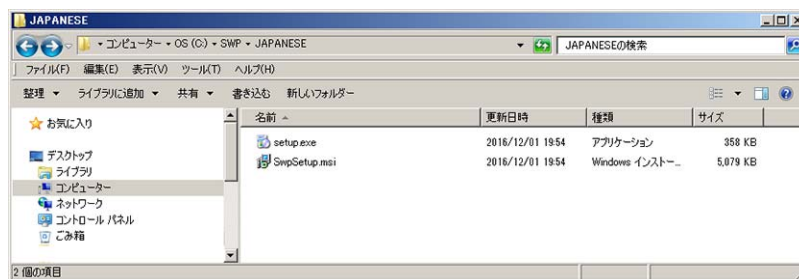 JAPANESE
コンピューター ▸ OS (C:) ▸ SWP ▸ JAPANESE
JAPANESEの検索
ファイル(F) 編集(E) 表示(V) ツール(T) ヘルプ(H)
整理 ▼ ライブラリに追加 ▼ 共有 ▼ 書き込む 新しいフォルダー
お気に入り
デスクトップ
ライブラリ
コンピューター
ネットワーク
コントロール パネル
ごみ箱
名前 更新日時 種類 サイズ
setup.exe 2016/12/01 19:54 アプリケーション 358 KB
SwpSetup.msi 2016/12/01 19:54 Windows インストー... 5,079 KB
2 個の項目